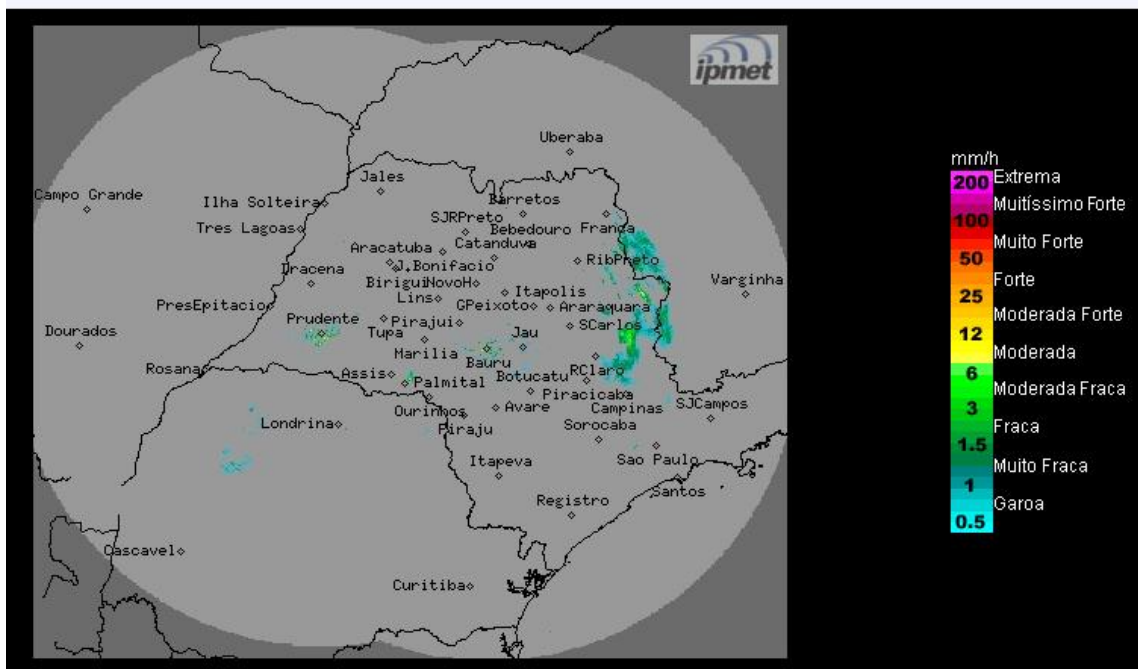 ipmet
Uberaba
Jales
Campo Grande
Ilha Solteira
Barretos
SJRPreto
Tres Lagoas
Bebedouro
Franca
Catanduva
Aracatuba
RibPreto
J.Bonifacio
Dracena
Varginha
Birigui
NovoH
Itapolis
Lins
PresEpitacio
GPeixoto
Araraquara
Prudente
Pirajui
SCarlos
Dourados
Tupa
Jau
Marilia
Bauru
Rosana
Assis
RClaro
Botucatu
Palmital
Piracicaba
Ourinhos
Avare
Campinas
SJCampos
Londrina
Piraju
Sorocaba
Sao Paulo
Itapeva
Santos
Registro
Cascavel
Curitiba
mm/h
200 Extrema
Muitíssimo Forte
100
Muito Forte
50
Forte
25
Moderada Forte
12
Moderada
6
Moderada Fraca
3
Fraca
1.5
Muito Fraca
1
Garoa
0.5